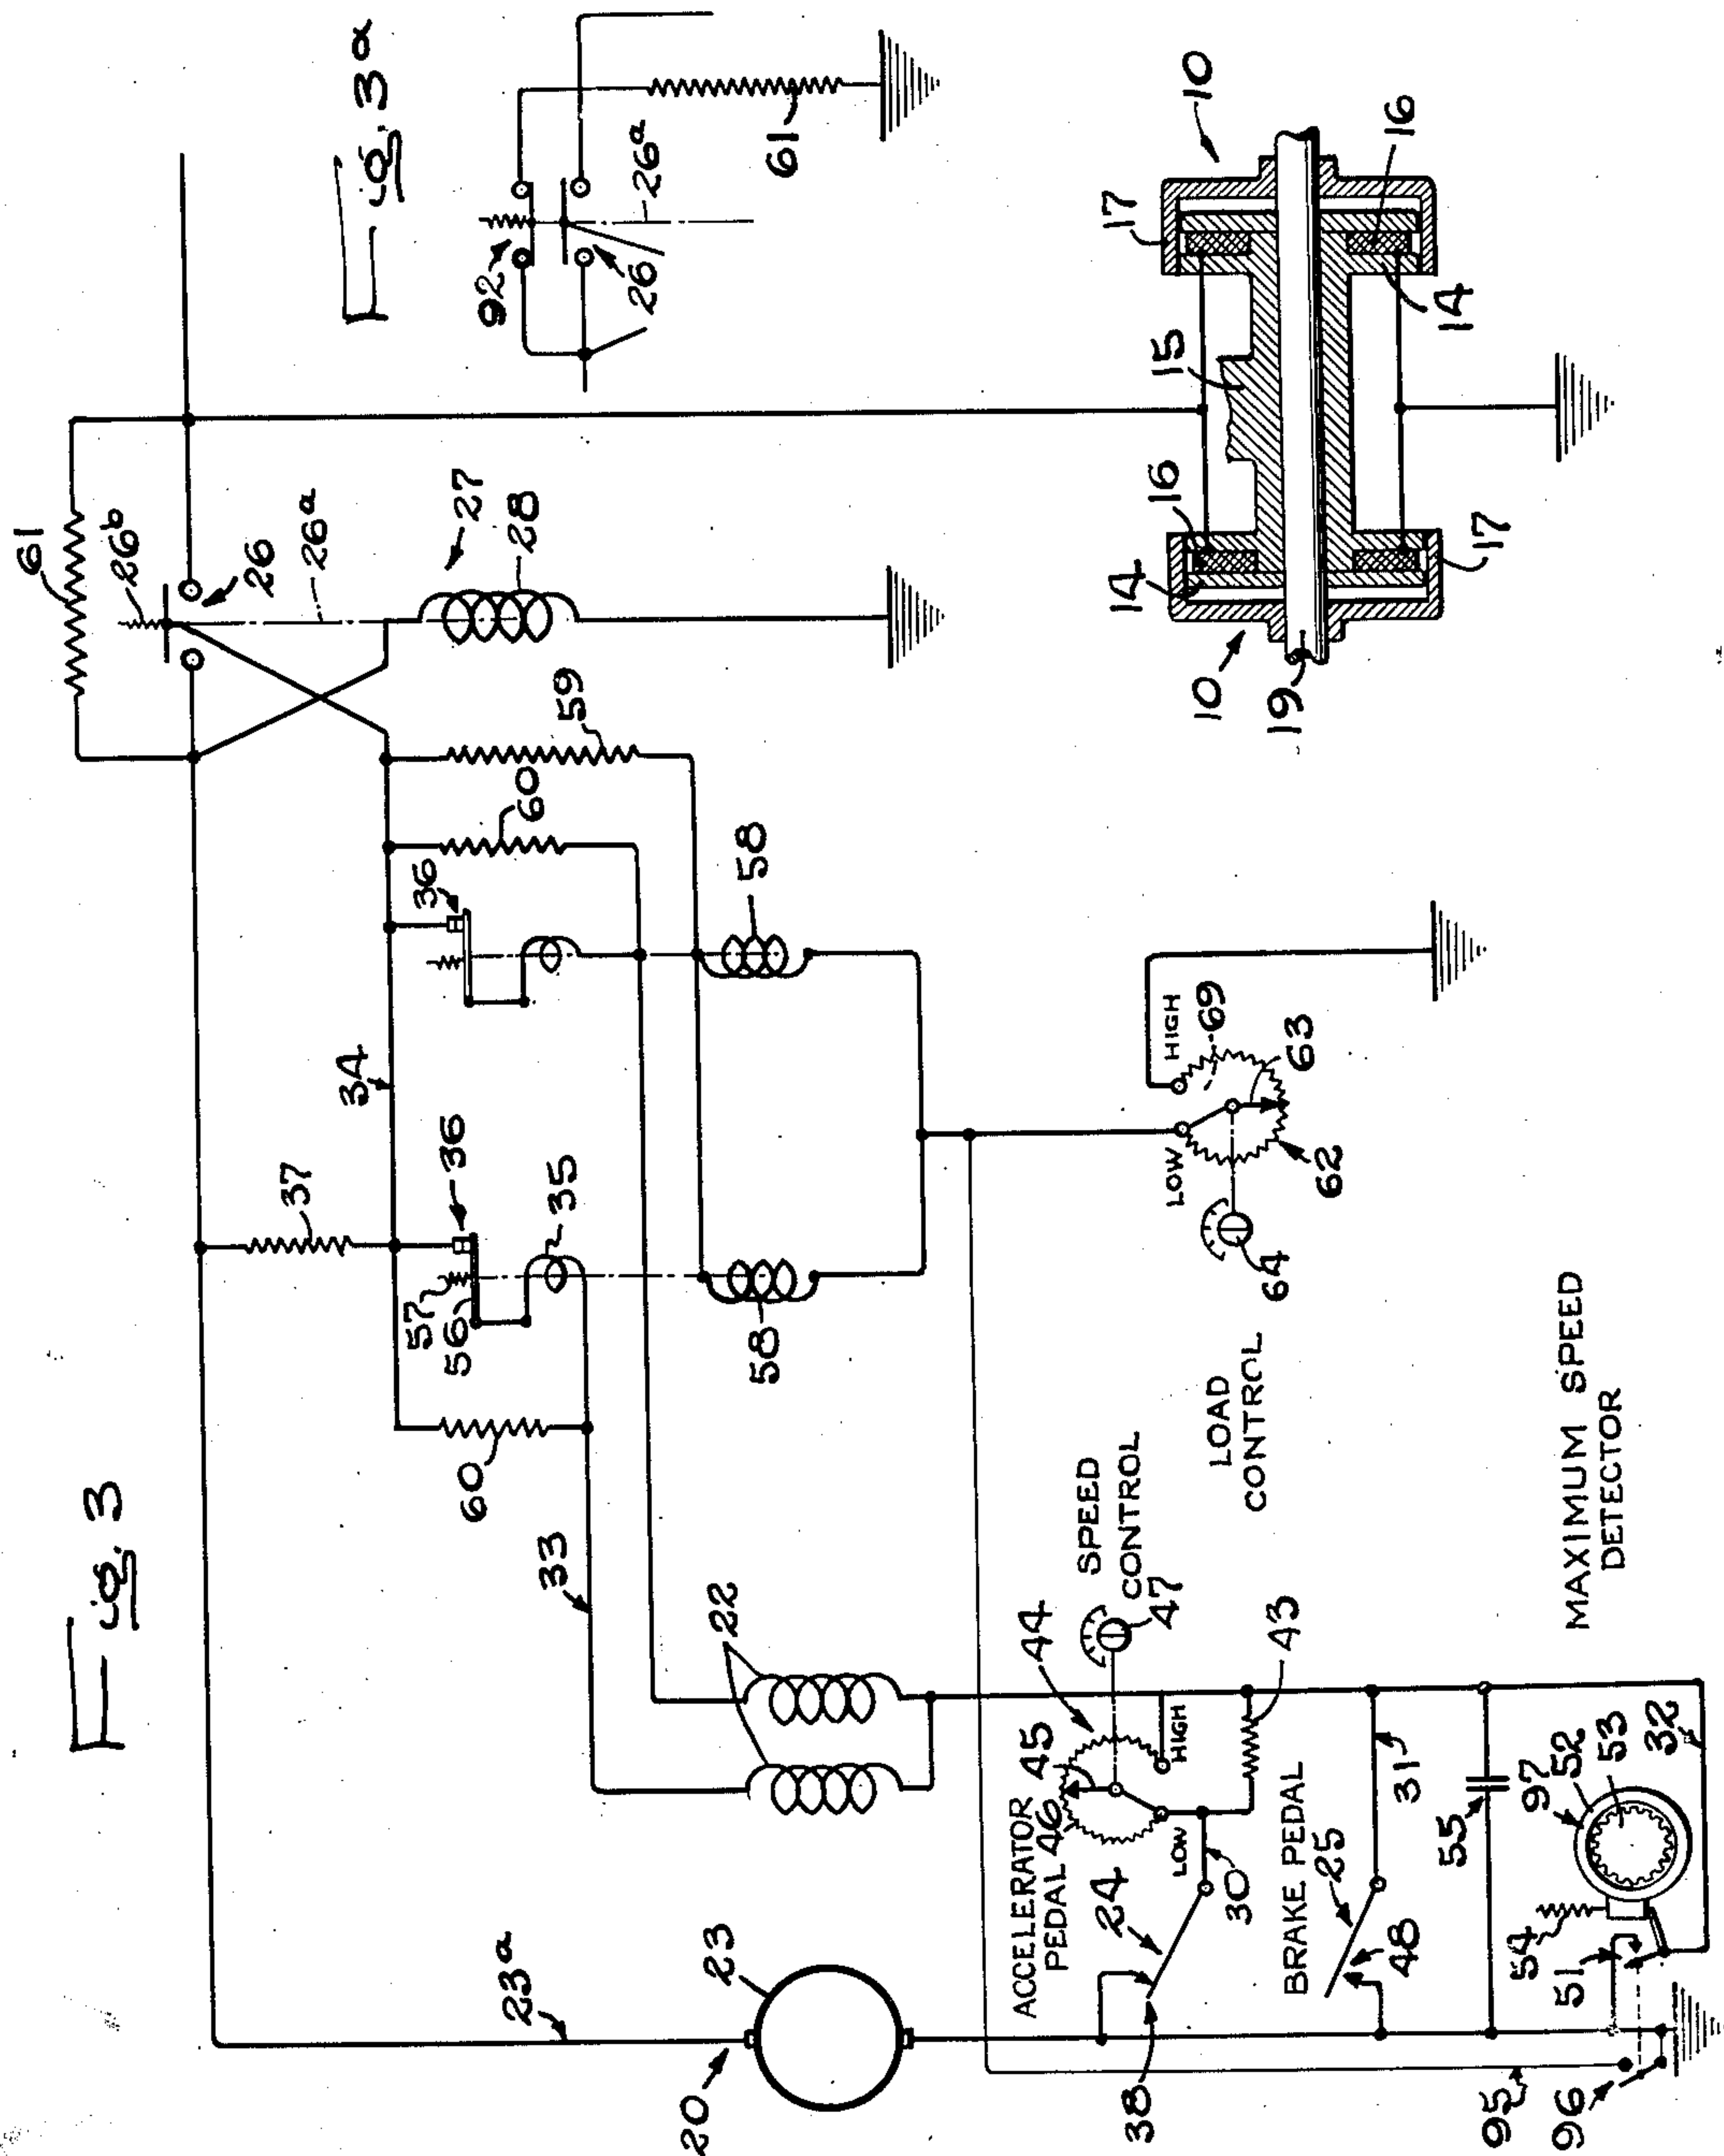 Fig. 3
Fig. 3a
61
26b
26
26a
27
28
92
26
26a
61
10
16
17
15
14
16
14
17
10
19
59
60
36
58
34
37
36
35
57
56
60
58
33
22
HIGH
69
63
LOW
62
64
LOAD
CONTROL
SPEED
CONTROL
47
44
45
HIGH
43
ACCELERATOR
PEDAL 46
LOW
24
30
38
BRAKE PEDAL
25
31
48
55
MAXIMUM SPEED
DETECTOR
97
52
53
32
54
51
95
96
23a
23
20